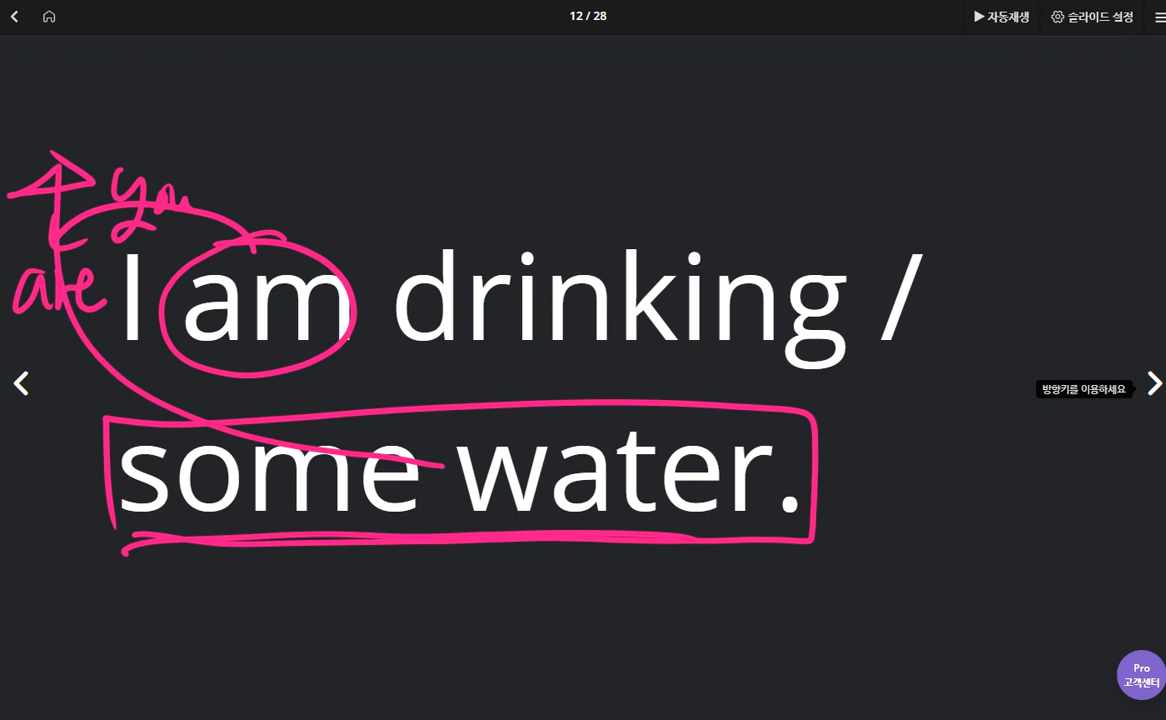 12 / 28
▶ 자동재생
슬라이드 설정
you
are
I am drinking /
방향키를 이용하세요
some water.
Pro
고객센터